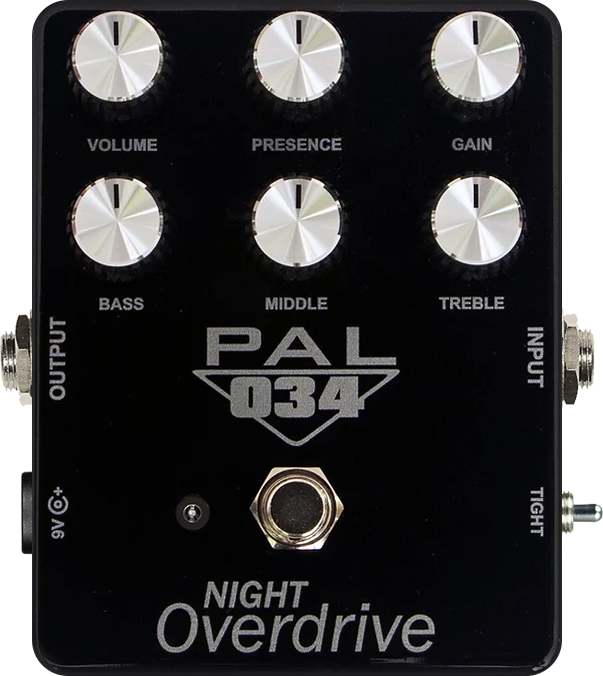 VOLUME PRESENCE GAIN
BASS MIDDLE TREBLE
OUTPUT
PAL
034
INPUT
9V
TIGHT
NIGHT
Overdrive